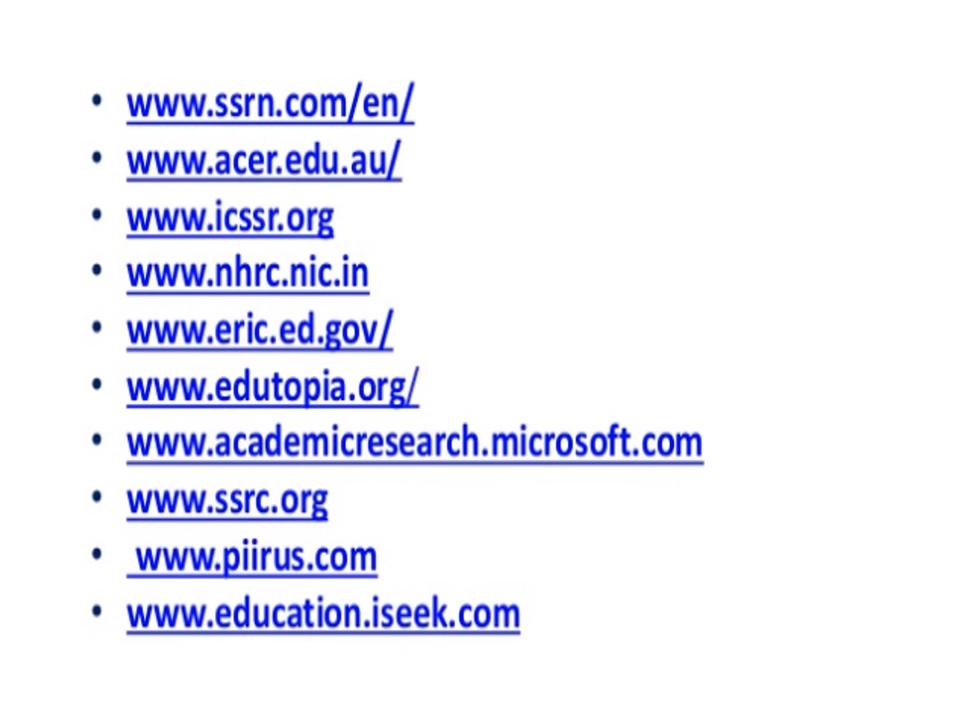 • www.ssrn.com/en/
• www.acer.edu.au/
• www.icssr.org
• www.nhrc.nic.in
• www.eric.ed.gov/
• www.edutopia.org/
• www.academicresearch.microsoft.com
• www.ssrc.org
• www.piirus.com
• www.education.iseek.com